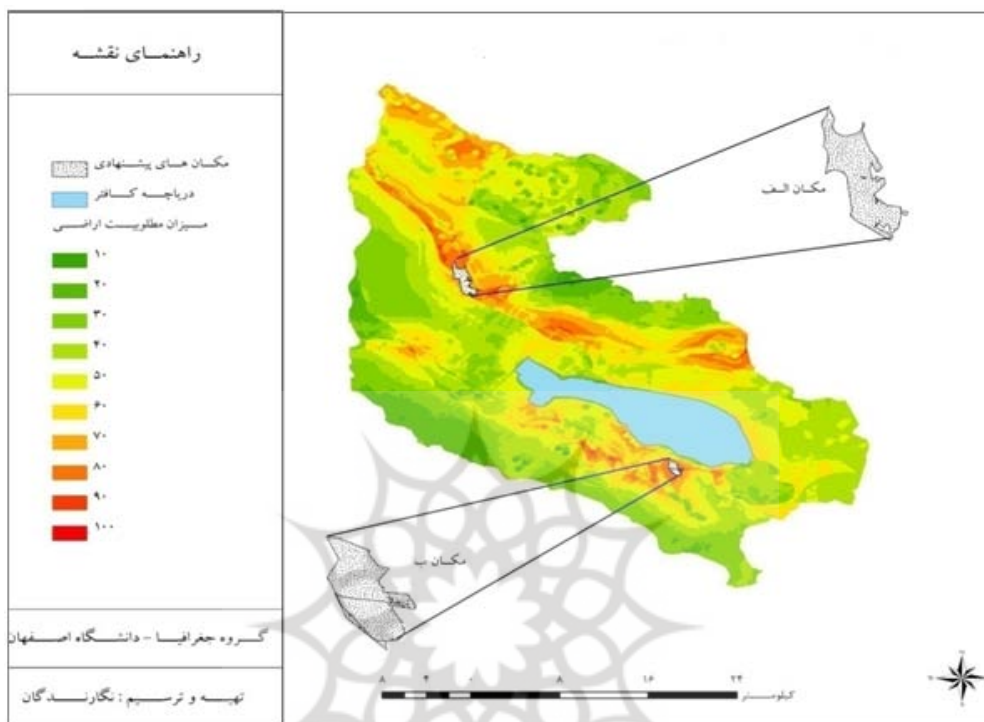 راهنمای نقشه
مکان های پیشنهادی
دریاچه کافتر
میزان مطلوبیت اراضی
۱۰
۲۰
۳۰
۴۰
۵۰
۶۰
۷۰
۸۰
۹۰
۱۰۰
گروه جغرافیا - دانشگاه اصفهان
تهیه و ترسیم : نگارندگان
مکان الف
مکان ب
۸ ۴ ۰ ۸ ۱۶ ۲۴
کیلومتر